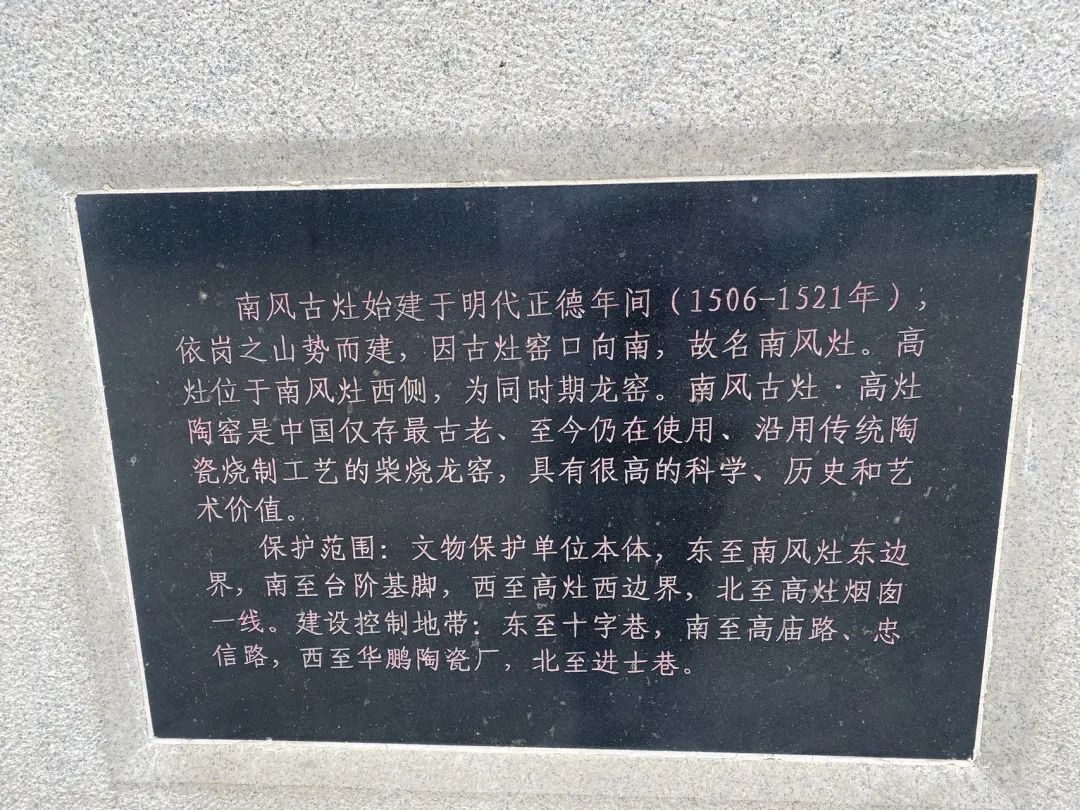 南风古灶始建于明代正德年间（1506-1521年），
依岗之山势而建，因古灶窑口向南，故名南风灶。高
灶位于南风灶西侧，为同时期龙窑。南风古灶·高灶
陶窑是中国仅存最古老、至今仍在使用、沿用传统陶
瓷烧制工艺的柴烧龙窑，具有很高的科学、历史和艺
术价值。
保护范围：文物保护单位本体，东至南风灶东边
界，南至台阶基脚，西至高灶西边界，北至高灶烟囱
一线。建设控制地带：东至十字巷，南至高庙路、忠
信路，西至华鹏陶瓷厂，北至进士巷。